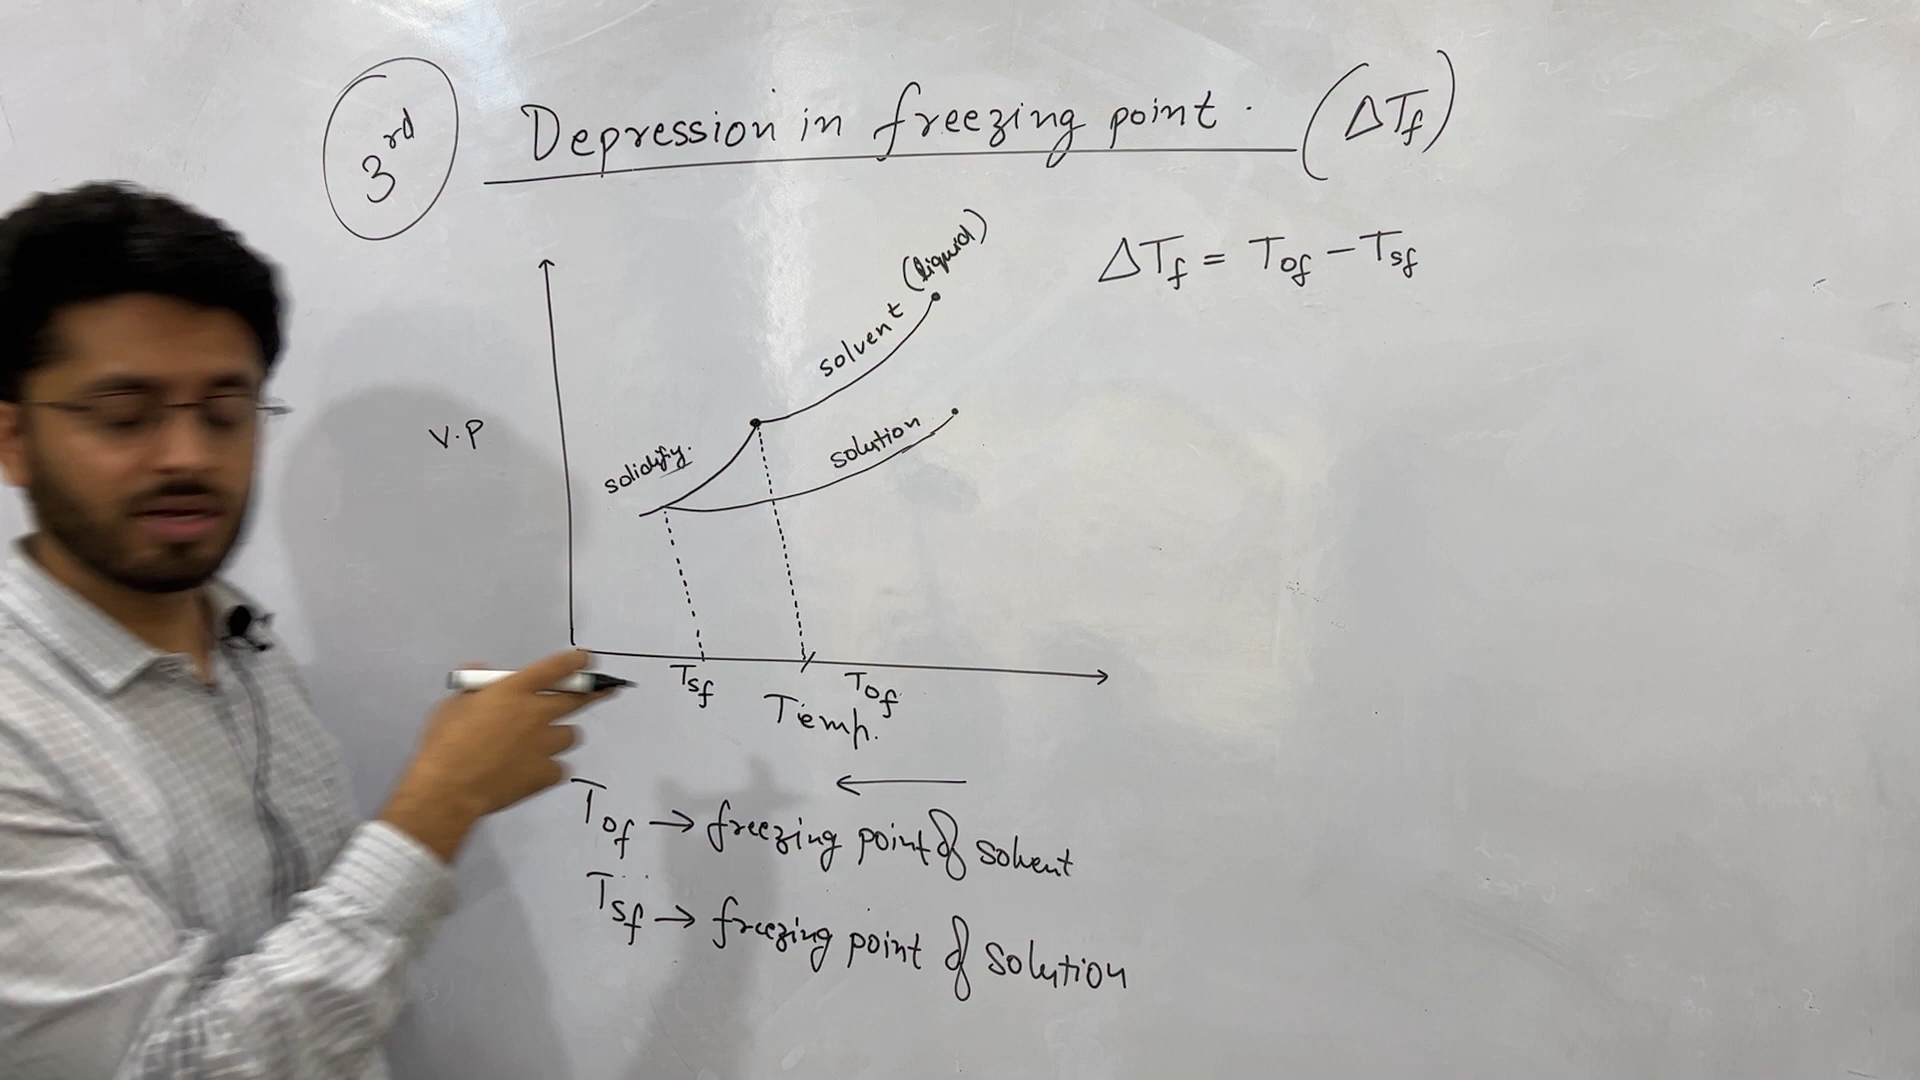 3rd Depression in freezing point. (ΔTf)
ΔTf = Tof - Tsf
solvent (liquid)
V.P
solidify.
solution
Tsf
Tof
Temp.
←
Tof → freezing point of solvent
Tsf → freezing point of solution